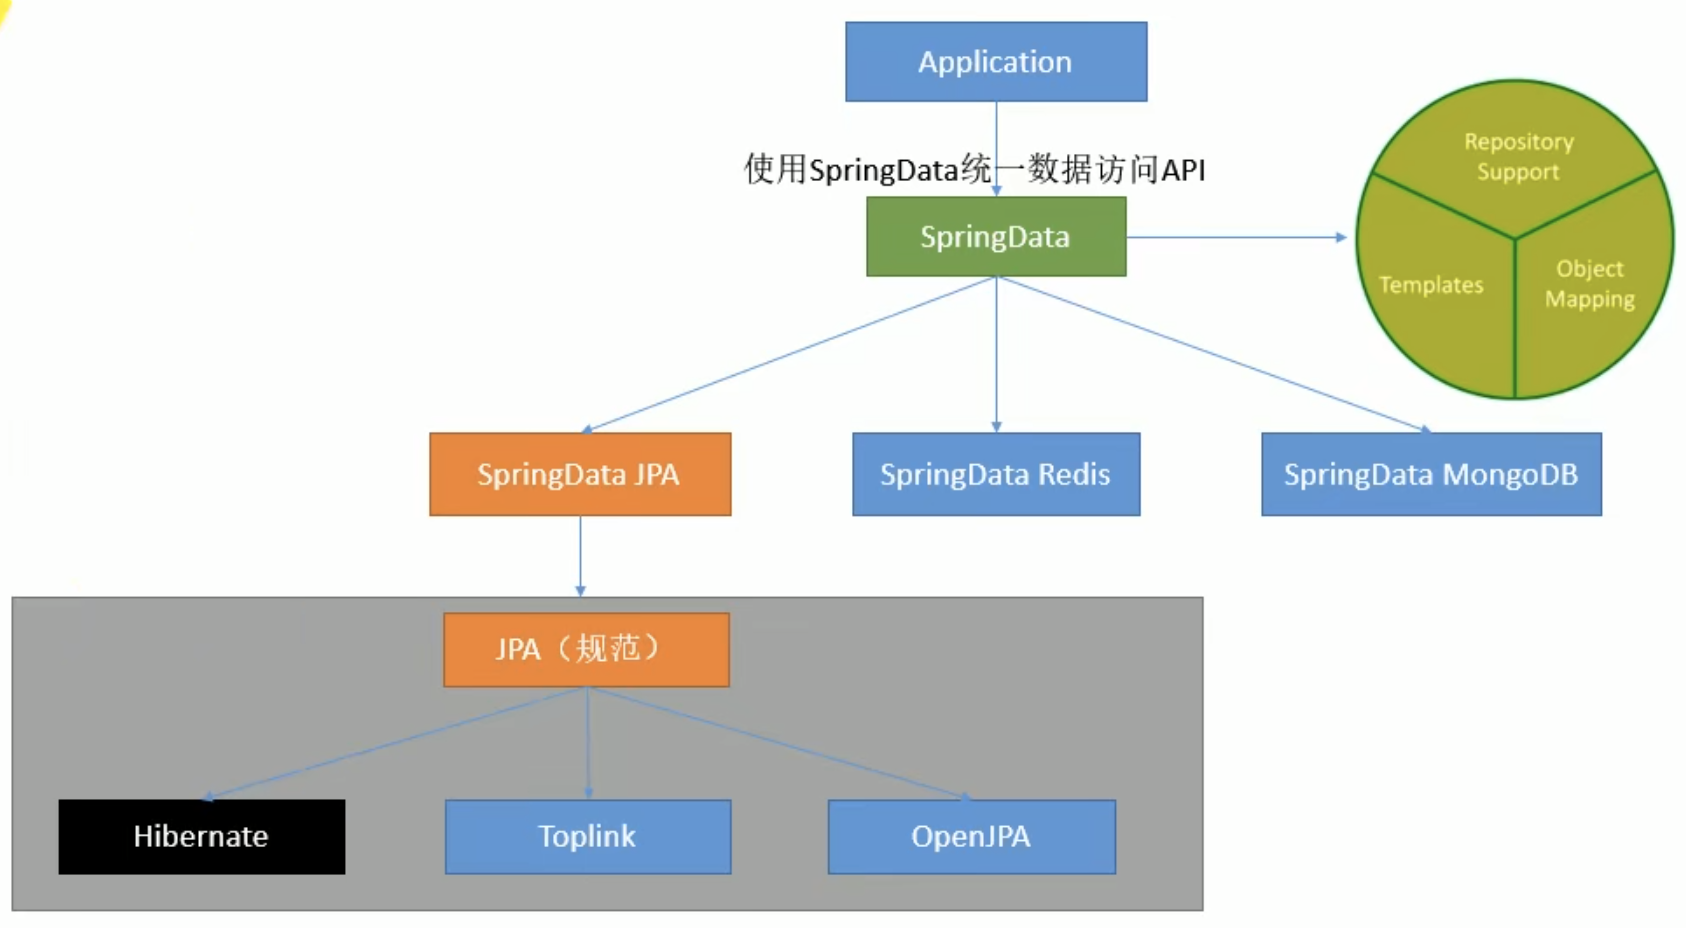 Application
使用SpringData统一数据访问API
SpringData
Repository
Support
Templates
Object
Mapping
SpringData JPA
SpringData Redis
SpringData MongoDB
JPA（规范）
Hibernate
Toplink
OpenJPA